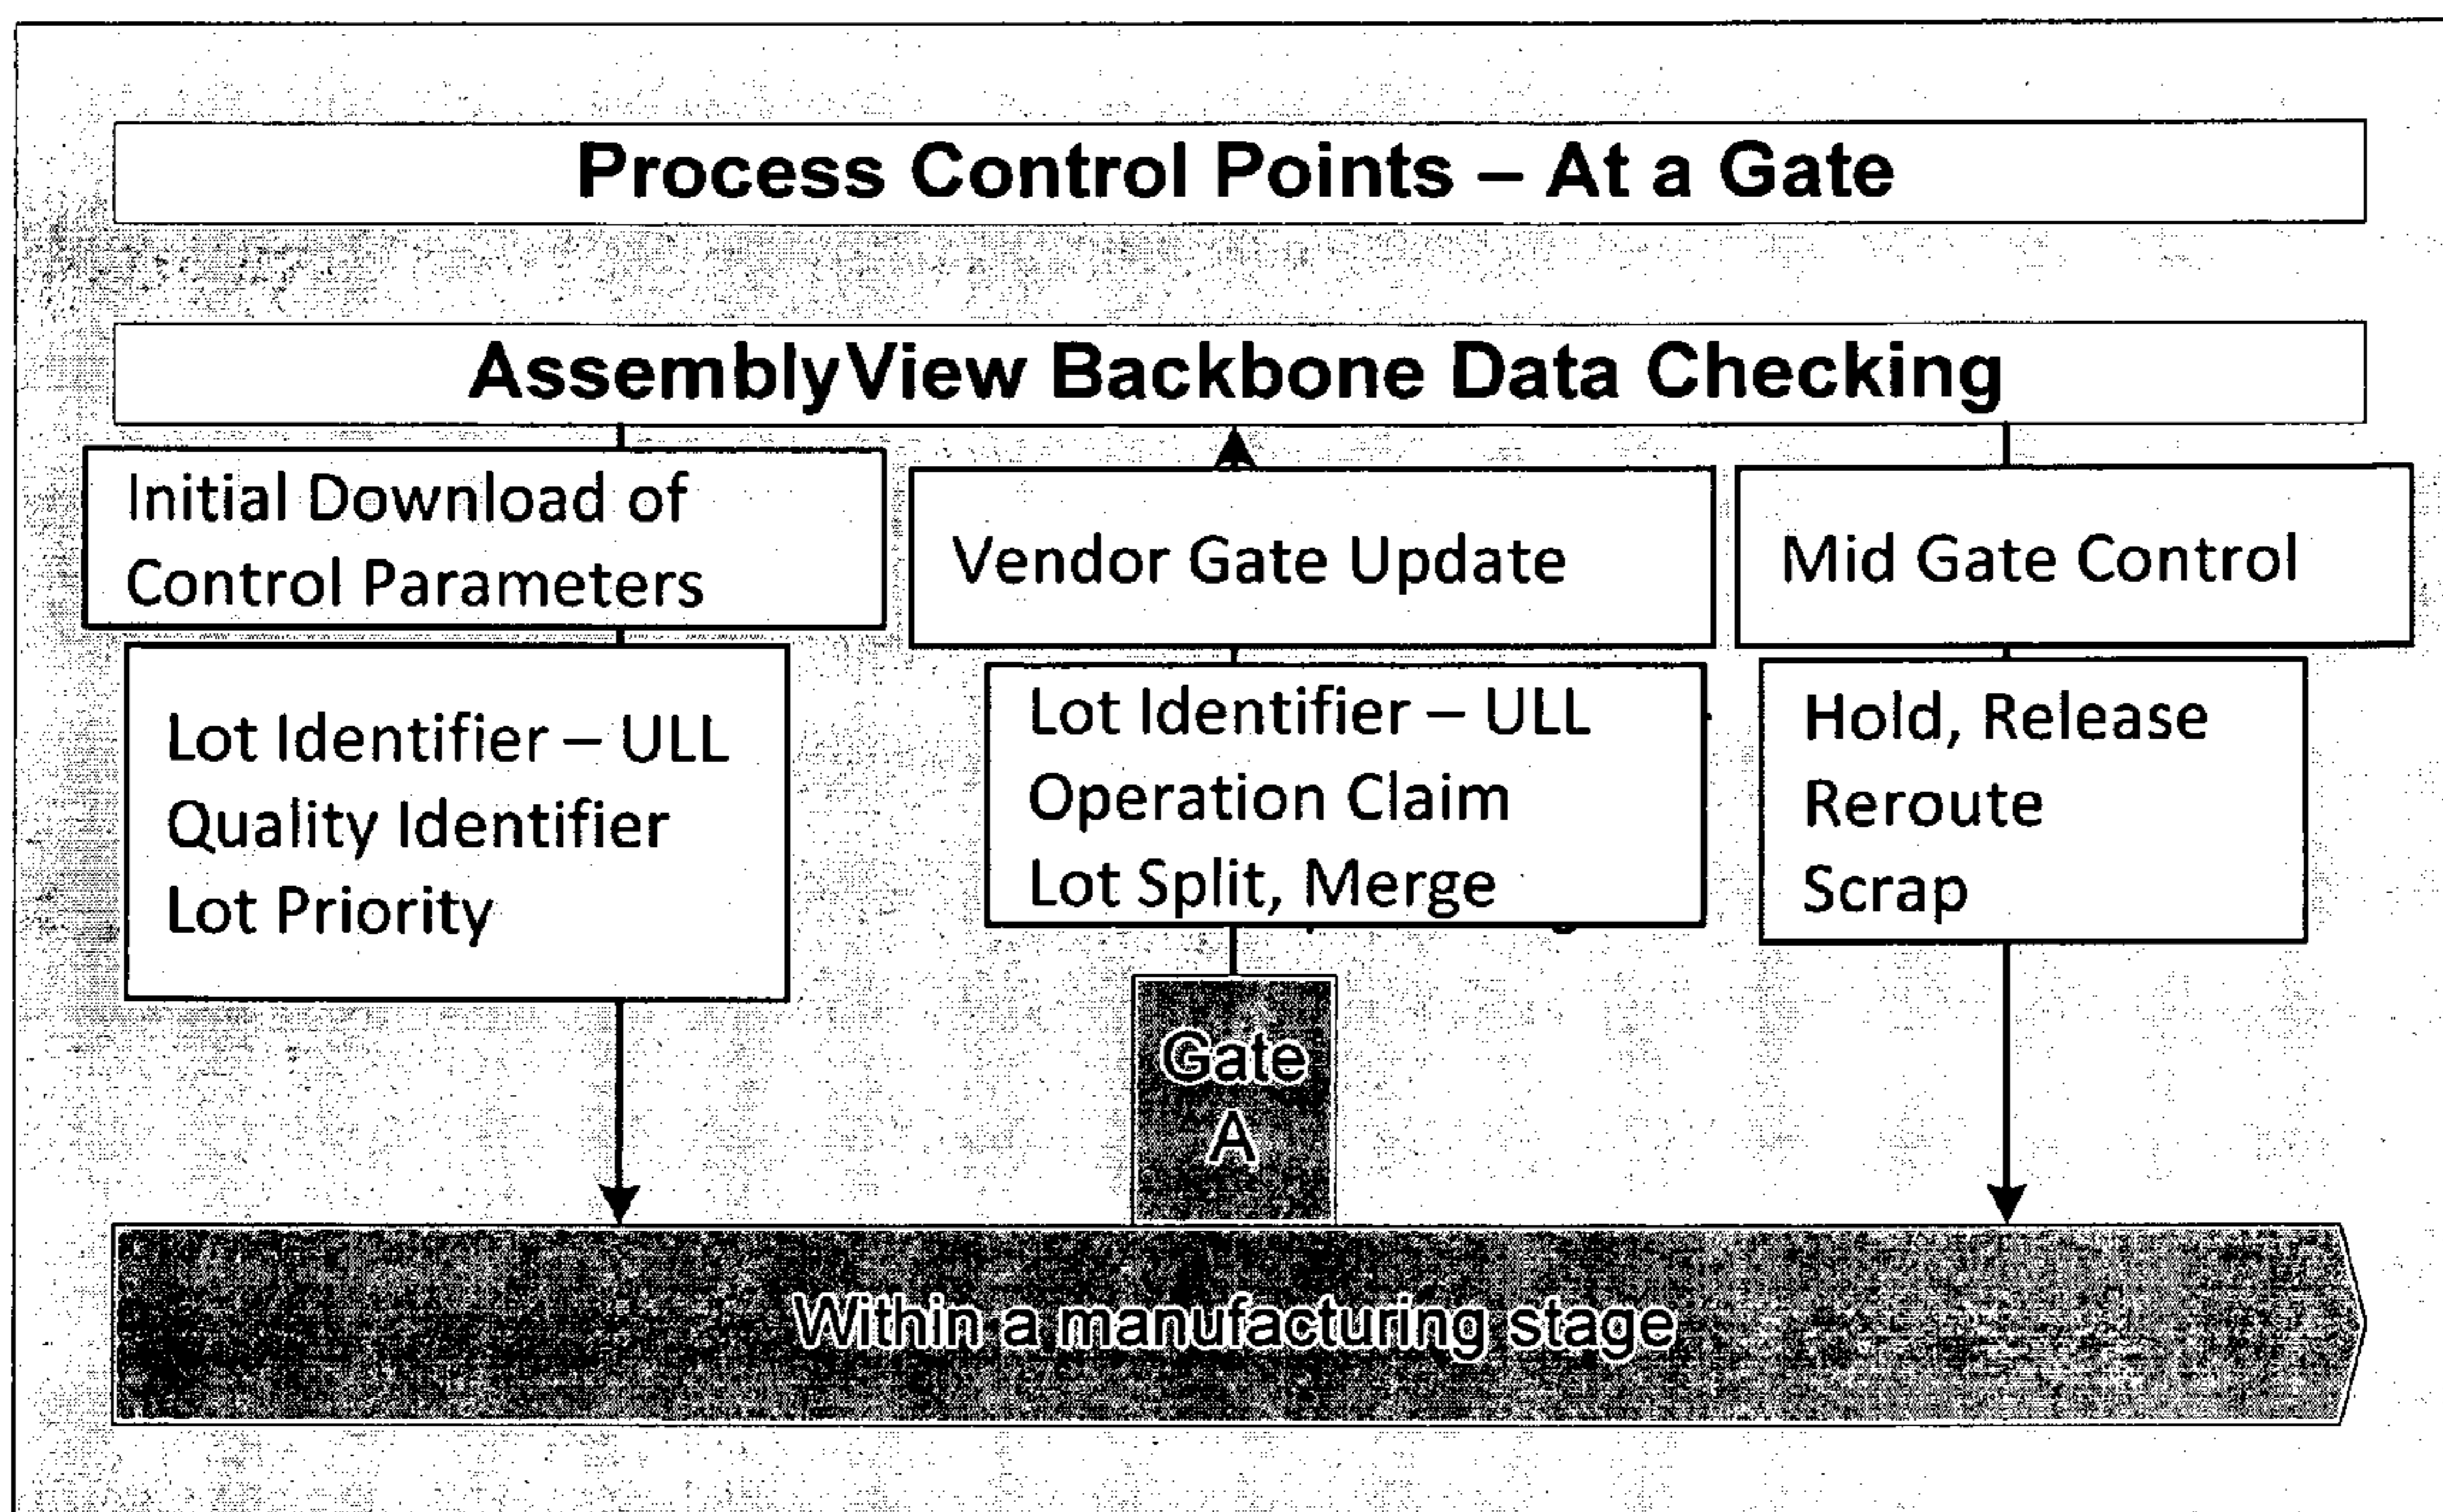 Process Control Points – At a Gate
AssemblyView Backbone Data Checking
Initial Download of
Control Parameters
Lot Identifier – ULL
Quality Identifier
Lot Priority
Vendor Gate Update
Lot Identifier – ULL
Operation Claim
Lot Split, Merge
Mid Gate Control
Hold, Release
Reroute
Scrap
Gate
A
Within a manufacturing stage